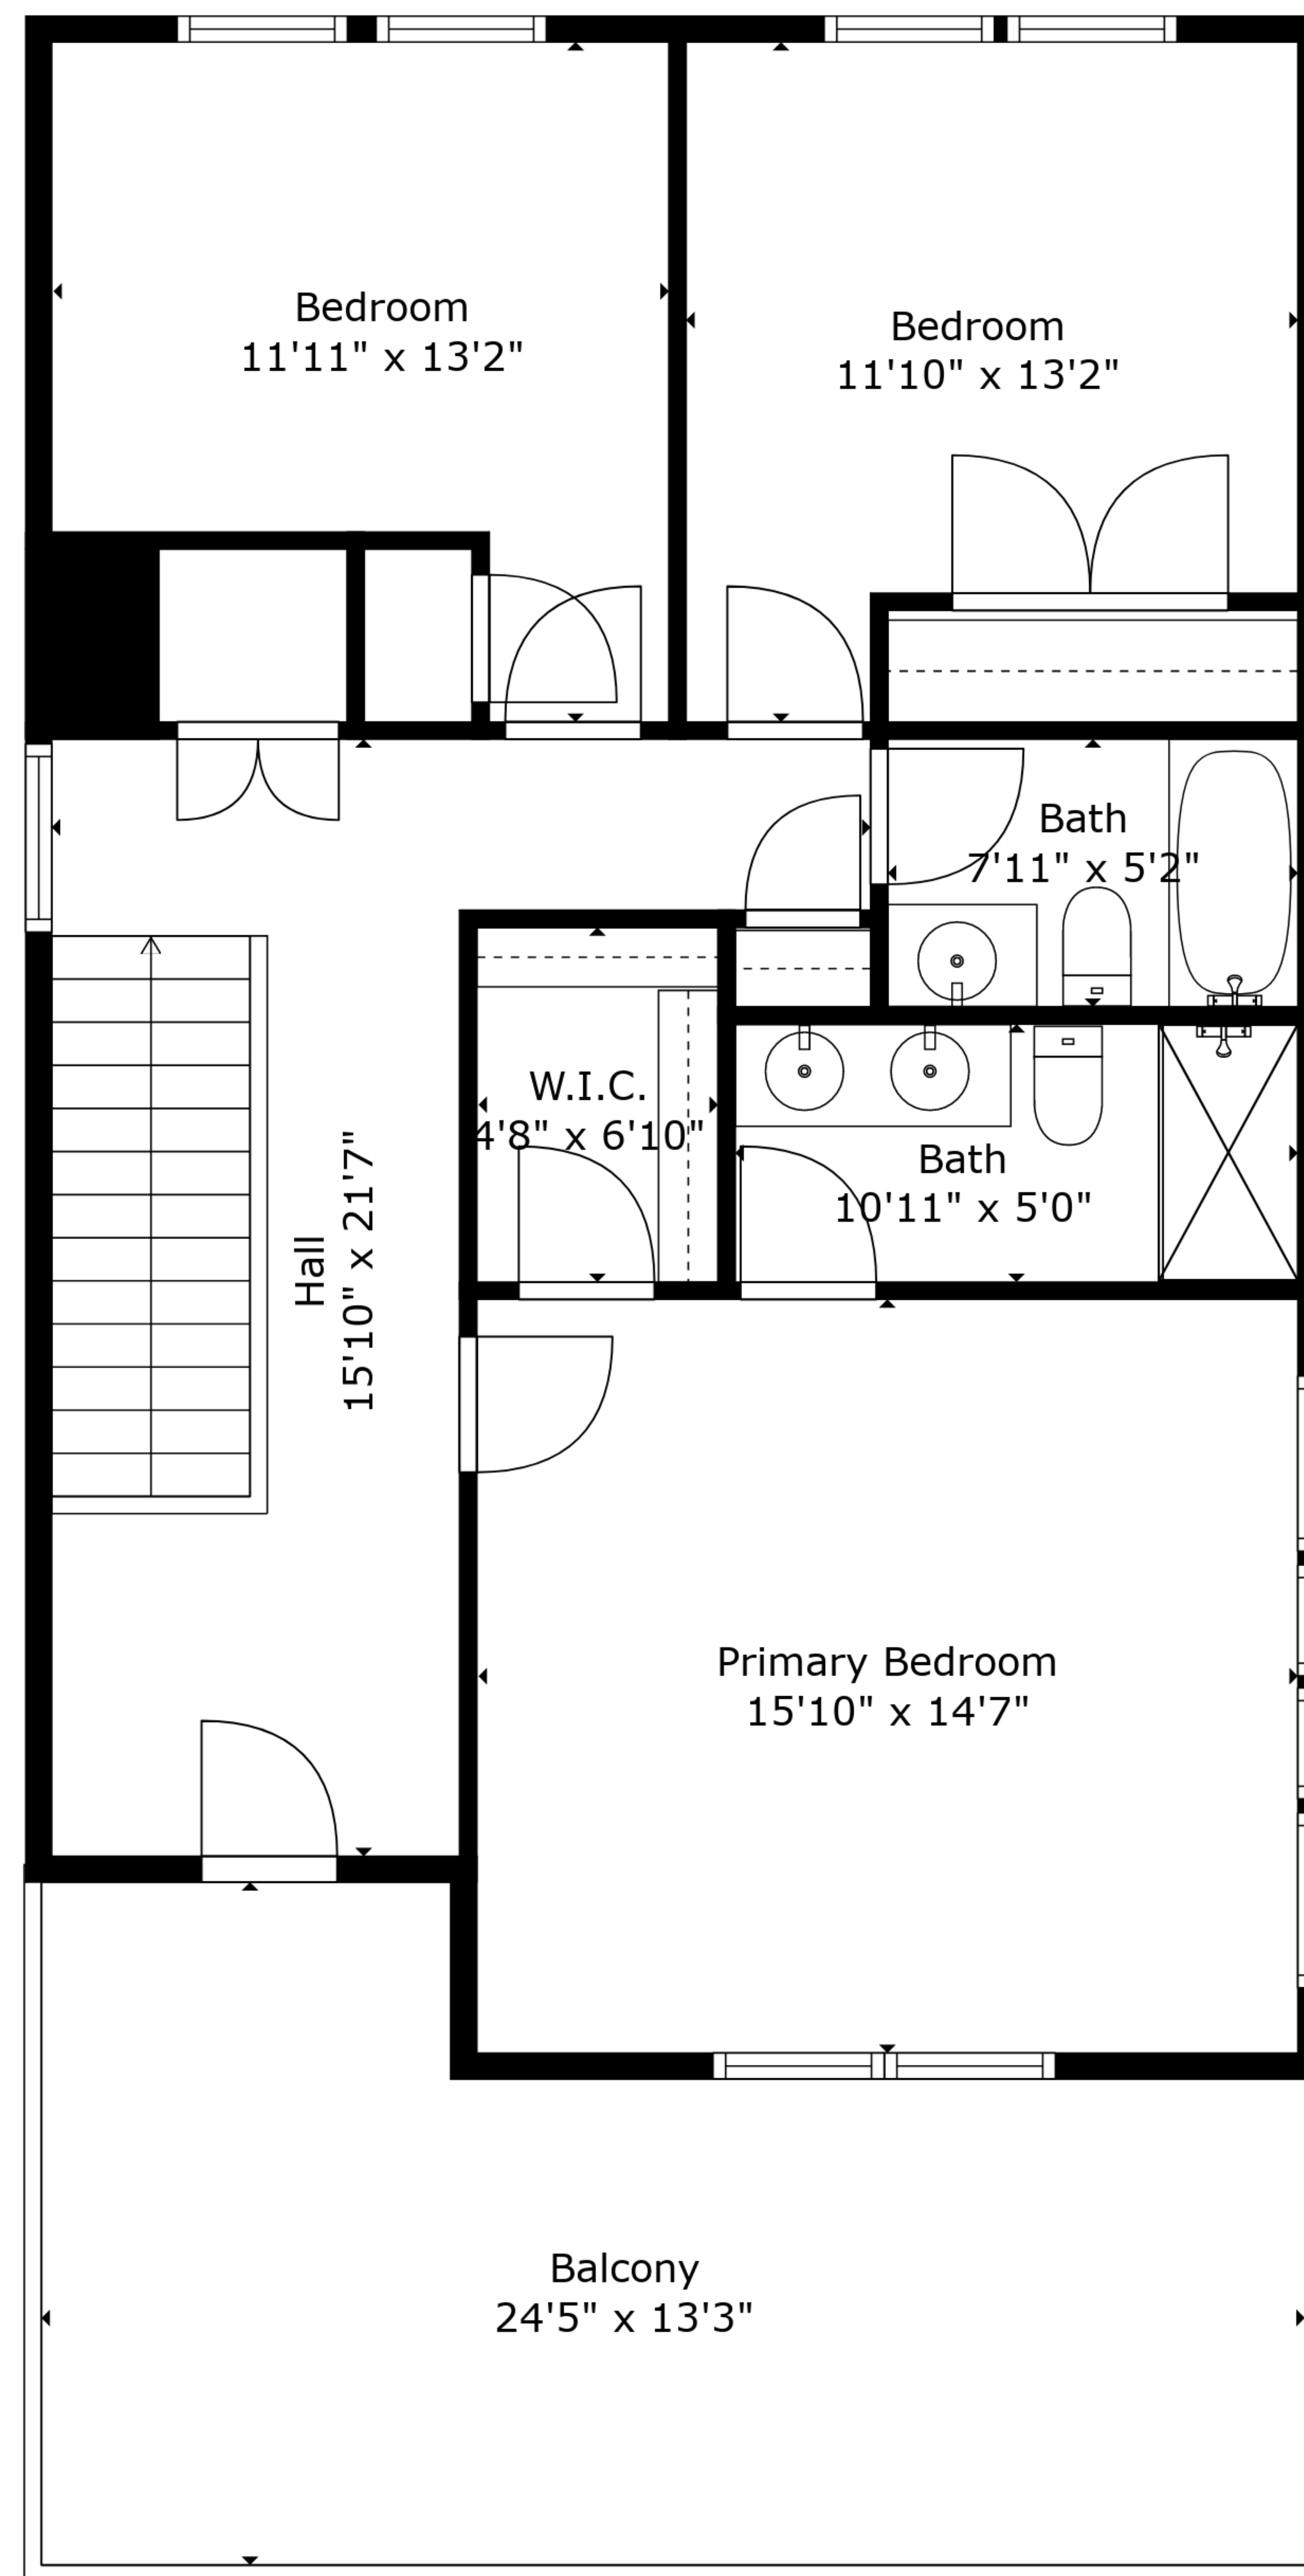 Bedroom
11'11" x 13'2"
Bedroom
11'10" x 13'2"
Bath
7'11" x 5'2"
W.I.C.
4'8" x 6'10"
Bath
10'11" x 5'0"
Hall
15'10" x 21'7"
Primary Bedroom
15'10" x 14'7"
Balcony
24'5" x 13'3"